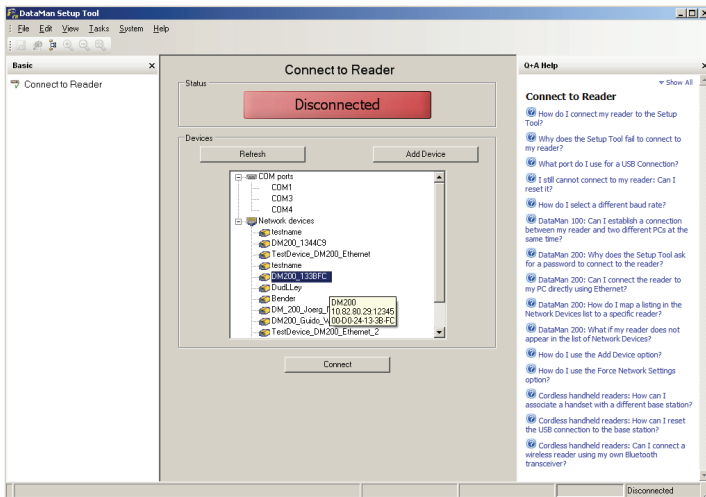 DataMan Setup Tool
File Edit View Tasks System Help
Basic
Connect to Reader
Connect to Reader
Status
Disconnected
Devices
Refresh
Add Device
COM ports
COM1
COM3
COM4
Network devices
testname
DM200_1344C9
TestDevice_DM200_Ethernet
testname
DM200_133BFC
DudLLey
Bender
DM_200_Joerg_
DM200_Guido_
TestDevice_DM200_Ethernet_2
DM200
10.82.80.29:12345
00-D0-24-13-3B-FC
Connect
Q+A Help
Show All
Connect to Reader
How do I connect my reader to the Setup
Tool?
Why does the Setup Tool fail to connect to
my reader?
What port do I use for a USB Connection?
I still cannot connect to my reader: Can I
reset it?
How do I select a different baud rate?
DataMan 100: Can I establish a connection
between my reader and two different PCs at the
same time?
DataMan 200: Why does the Setup Tool ask
for a password to connect to the reader?
DataMan 200: Can I connect the reader to
my PC directly using Ethernet?
DataMan 200: How do I map a listing in the
Network Devices list to a specific reader?
DataMan 200: What if my reader does not
appear in the list of Network Devices?
How do I use the Add Device option?
How do I use the Force Network Settings
option?
Cordless handheld readers: How can I
associate a handset with a different base station?
Cordless handheld readers: How can I reset
the USB connection to the base station?
Cordless handheld readers: Can I connect a
wireless reader using my own Bluetooth
transceiver?
Disconnected